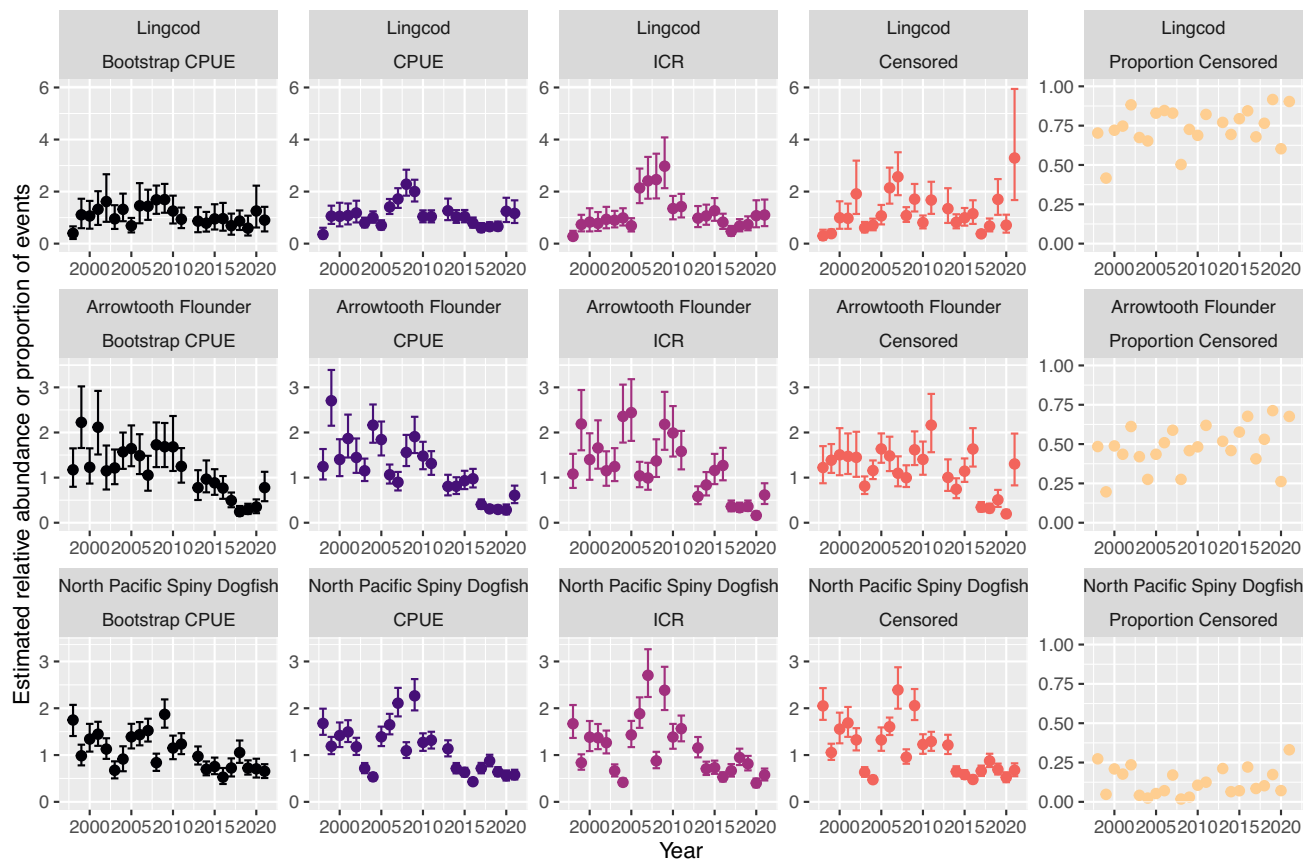 Lingcod Lingcod Lingcod Lingcod Lingcod
Bootstrap CPUE CPUE ICR Censored Proportion Censored
6 6 6 6 1.00
4 4 4 4 0.75
0.50
2 2 2 2 0.25
0 0 0 0 0.00
2000 2005 2010 2015 2020 2000 2005 2010 2015 2020 2000 2005 2010 2015 2020 2000 2005 2010 2015 2020 2000 2005 2010 2015 2020
Arrowtooth Flounder Arrowtooth Flounder Arrowtooth Flounder Arrowtooth Flounder Arrowtooth Flounder
Bootstrap CPUE CPUE ICR Censored Proportion Censored
1.00
3 3 3 3 0.75
2 2 2 2 0.50
1 1 1 1 0.25
0 0 0 0 0.00
2000 2005 2010 2015 2020 2000 2005 2010 2015 2020 2000 2005 2010 2015 2020 2000 2005 2010 2015 2020 2000 2005 2010 2015 2020
North Pacific Spiny Dogfish North Pacific Spiny Dogfish North Pacific Spiny Dogfish North Pacific Spiny Dogfish North Pacific Spiny Dogfish
Bootstrap CPUE CPUE ICR Censored Proportion Censored
1.00
3 3 3 3 0.75
2 2 2 2 0.50
1 1 1 1 0.25
0 0 0 0 0.00
2000 2005 2010 2015 2020 2000 2005 2010 2015 2020 2000 2005 2010 2015 2020 2000 2005 2010 2015 2020 2000 2005 2010 2015 2020
Year
Estimated relative abundance or proportion of events